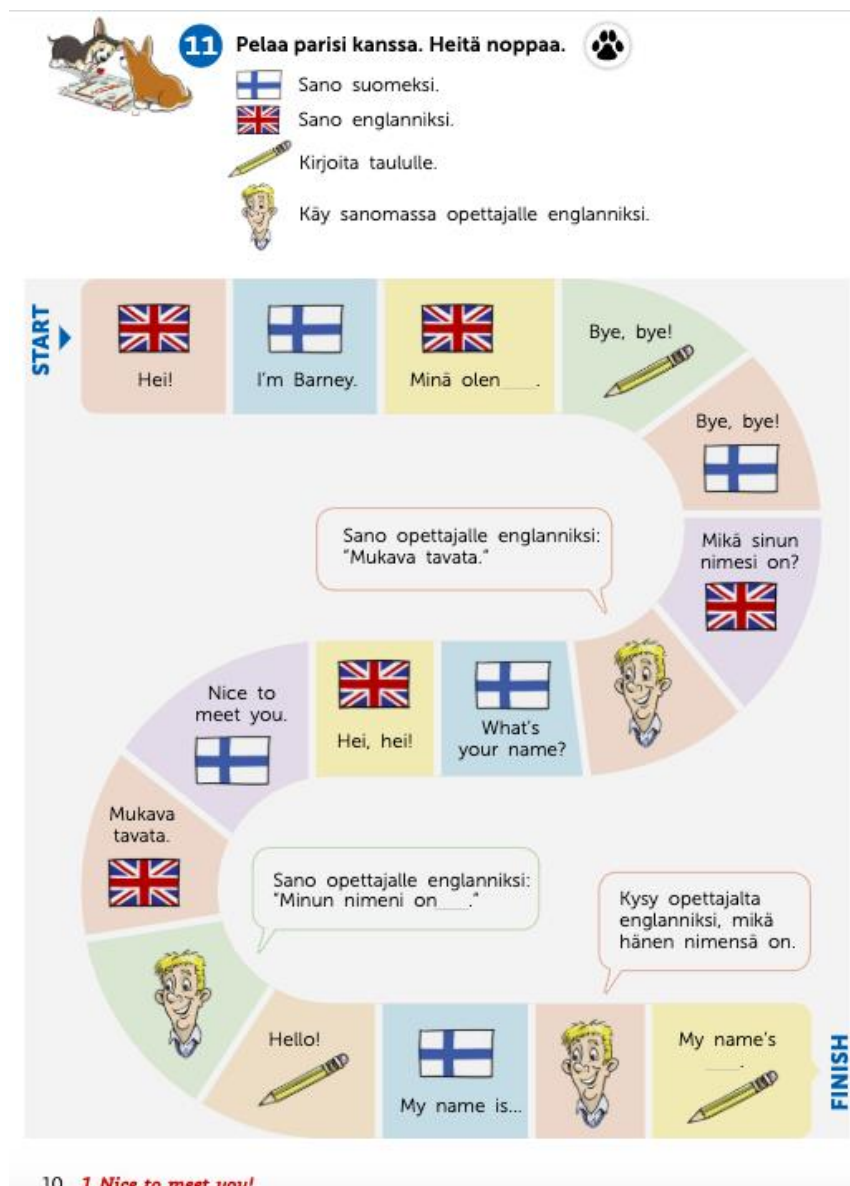 11 Pelaa parisi kanssa. Heitä noppaa.
Sano suomeksi.
Sano englanniksi.
Kirjoita taululle.
Käy sanomassa opettajalle englanniksi.
START
Hei!
I'm Barney.
Minä olen____.
Bye, bye!
Bye, bye!
Mikä sinun
nimesi on?
Sano opettajalle englanniksi:
"Mukava tavata."
What's
your name?
Hei, hei!
Nice to
meet you.
Mukava
tavata.
Sano opettajalle englanniksi:
"Minun nimeni on____."
Hello!
My name is...
Kysy opettajalta
englanniksi, mikä
hänen nimensä on.
My name's
____.
FINISH
10 1 Nice to meet you!